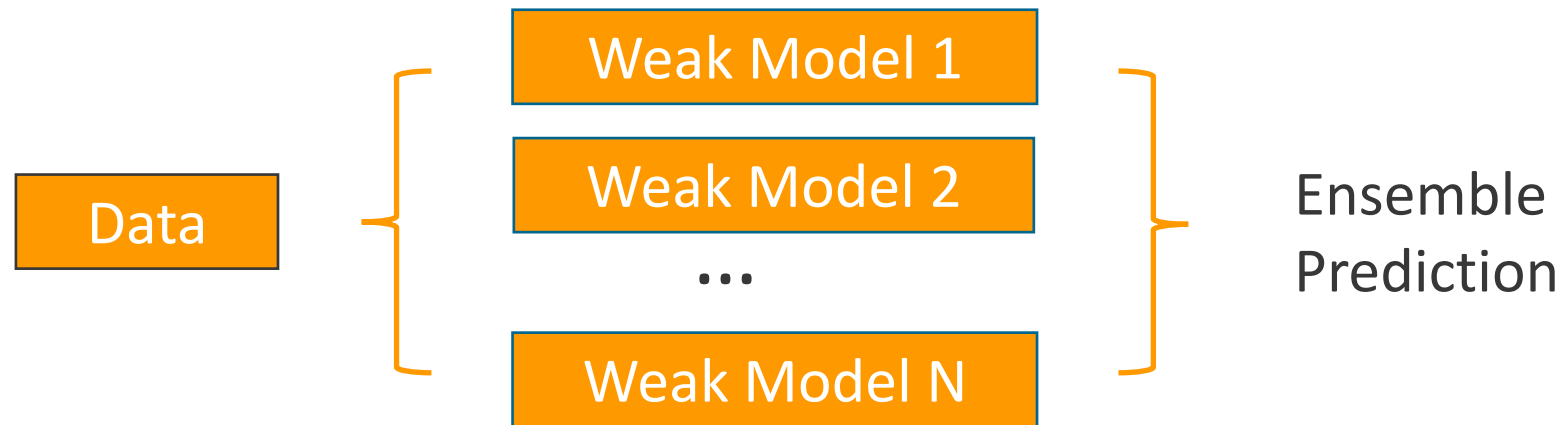 Data
Weak Model 1
Weak Model 2
...
Weak Model N
Ensemble
Prediction